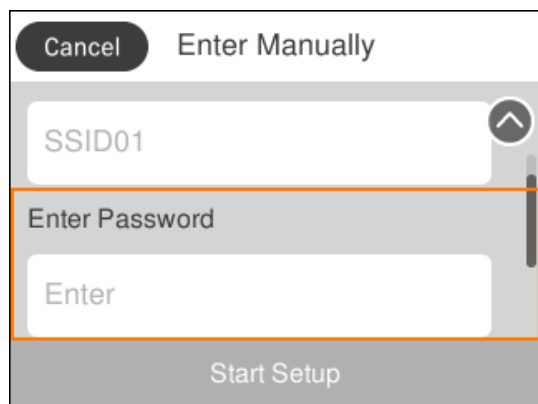 Cancel Enter Manually
SSID01
Enter Password
Enter
Start Setup